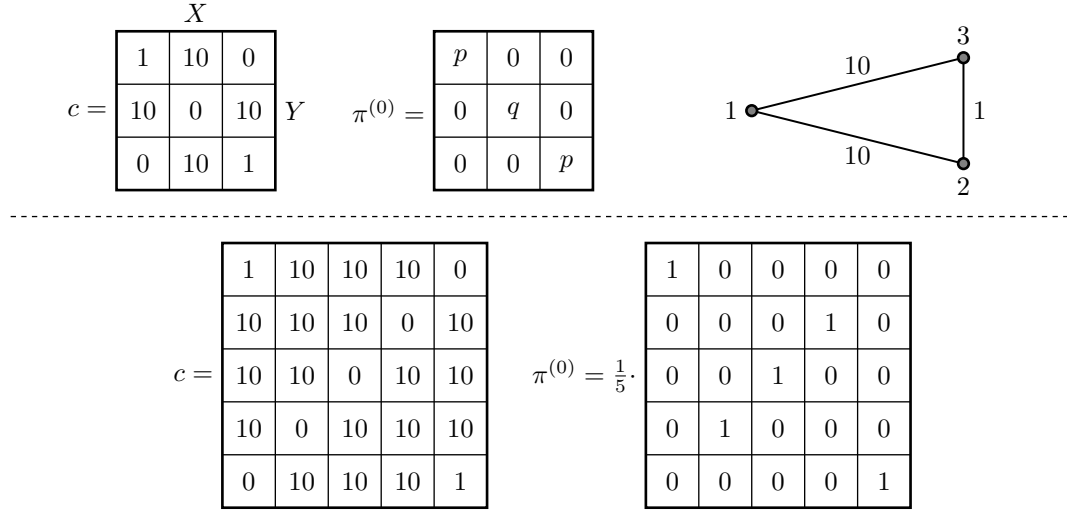 X
1 10 0
c = 10 0 10 Y
0 10 1
p 0 0
π^(0) = 0 q 0
0 0 p
3
10
1 1
10
2
1 10 10 10 0
10 10 10 0 10
c = 10 10 0 10 10
10 0 10 10 10
0 10 10 10 1
1 0 0 0 0
0 0 0 1 0
π^(0) = 1/5 · 0 0 1 0 0
0 1 0 0 0
0 0 0 0 1